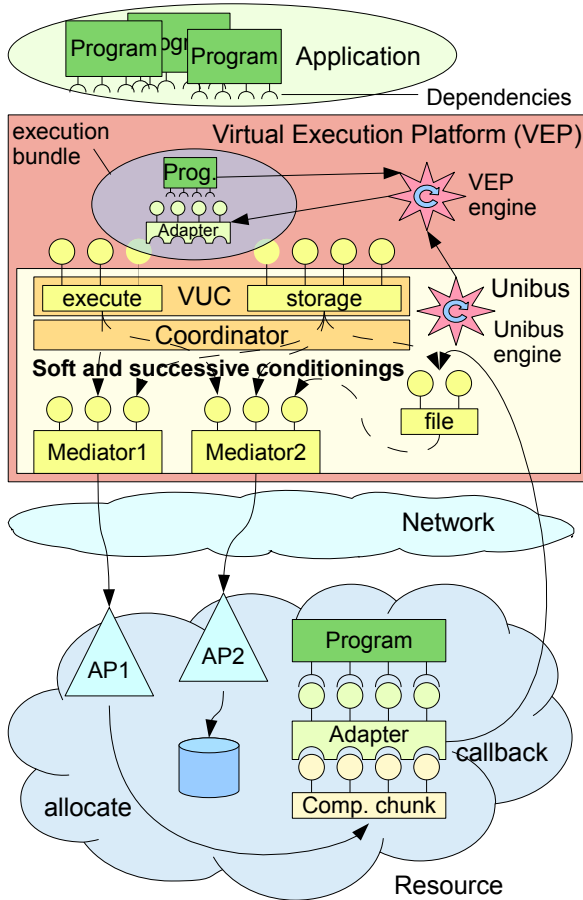 Program
Progra
Program
Application
Dependencies
execution
bundle
Virtual Execution Platform (VEP)
Prog.
Adapter
VEP
engine
execute
VUC
storage
Unibus
Unibus
engine
Coordinator
Soft and successive conditionings
file
Mediator1
Mediator2
Network
AP1
AP2
Program
Adapter
callback
allocate
Comp. chunk
Resource